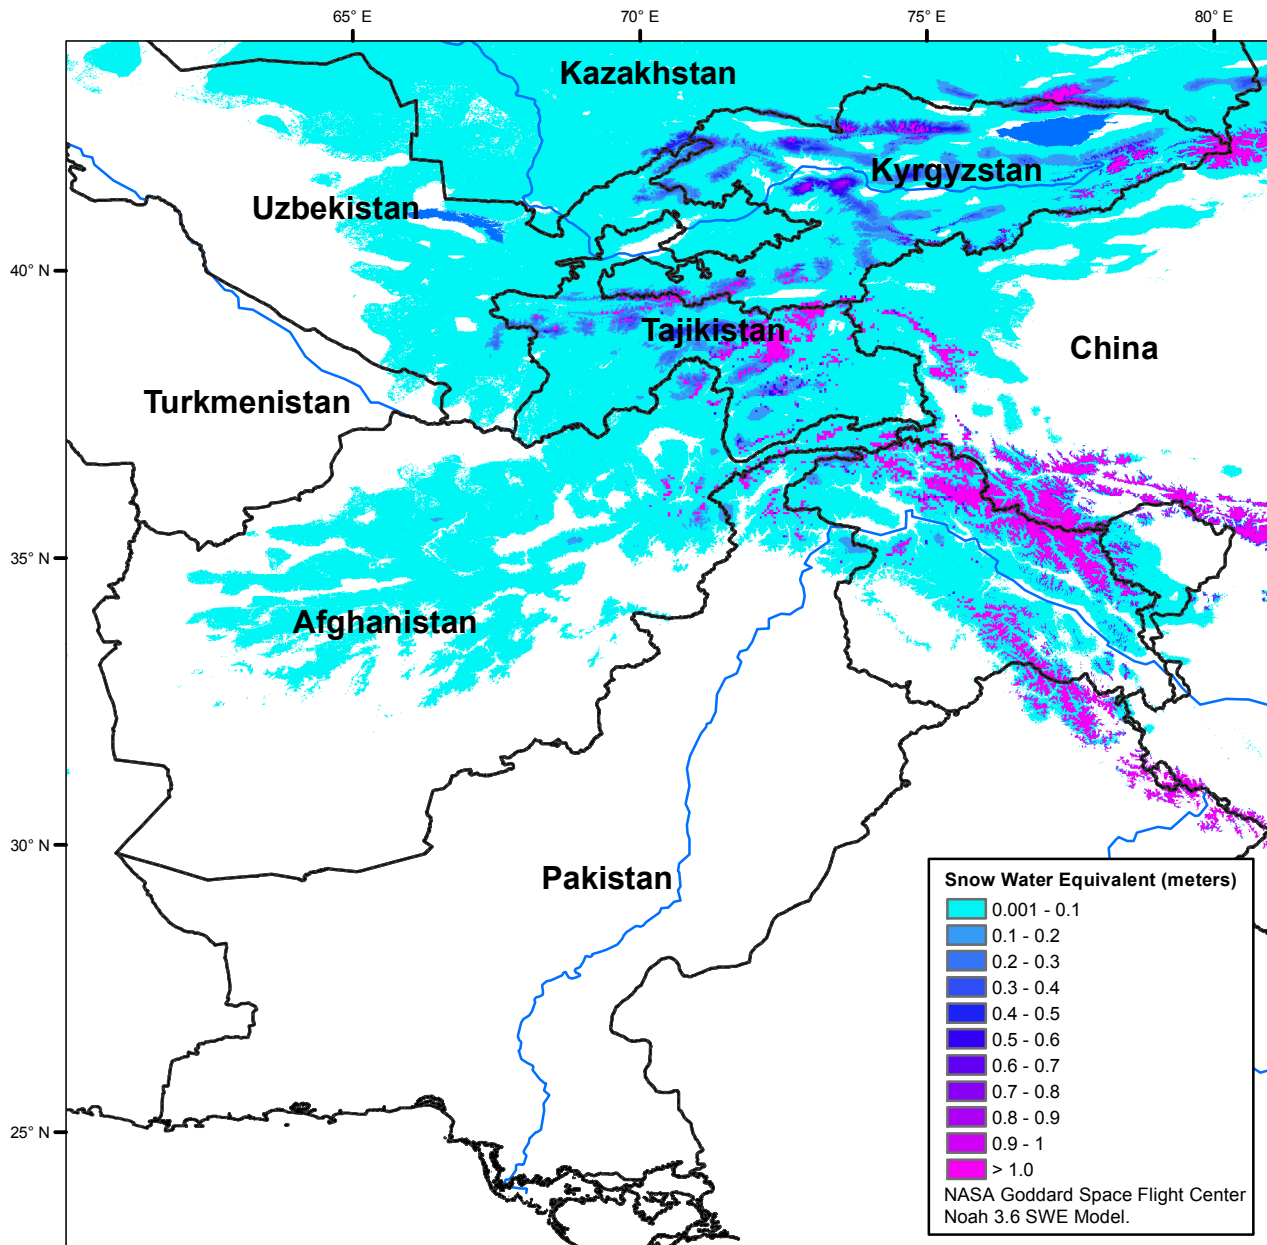 65° E
70° E
75° E
80° E
Kazakhstan
Kyrgyzstan
Uzbekistan
40° N
Tajikistan
China
Turkmenistan
35° N
Afghanistan
30° N
Pakistan
25° N
Snow Water Equivalent (meters)
0.001 - 0.1
0.1 - 0.2
0.2 - 0.3
0.3 - 0.4
0.4 - 0.5
0.5 - 0.6
0.6 - 0.7
0.7 - 0.8
0.8 - 0.9
0.9 - 1
> 1.0
NASA Goddard Space Flight Center
Noah 3.6 SWE Model.